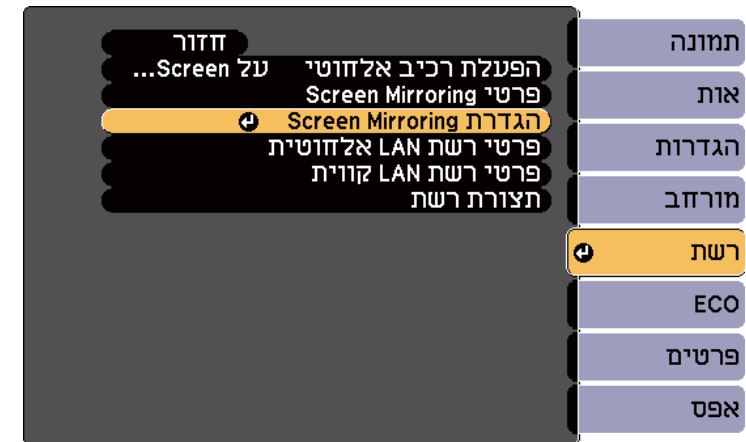 תמונה
אות
הגדרות
מורחב
רשת
ECO
פרטים
אפס
חזור
הפעלת רכיב אלחוטי על Screen...
פרטי Screen Mirroring
הגדרת Screen Mirroring
פרטי רשת LAN אלחוטית
פרטי רשת LAN קווית
תצורת רשת